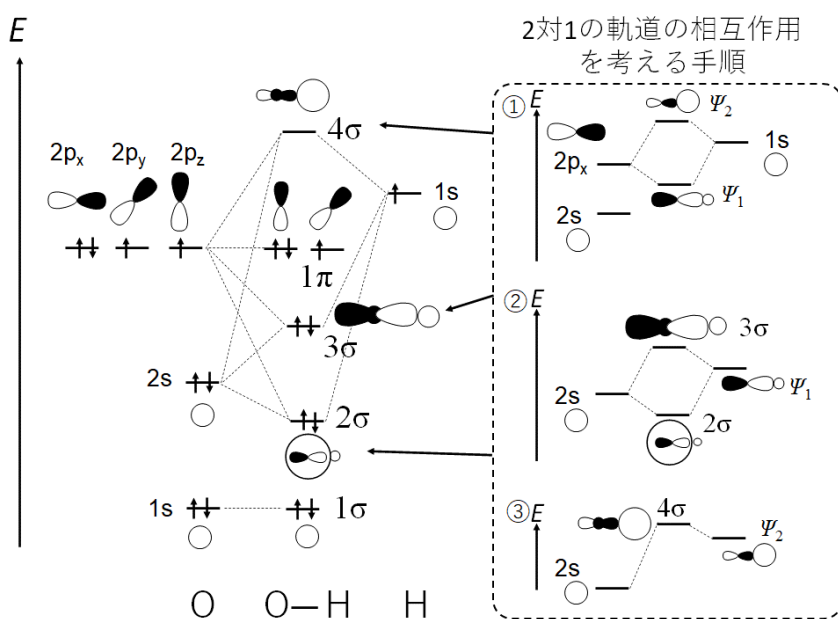 2対1の軌道の相互作用
を考える手順
E
4σ
2pₓ 2pᵧ 2p_z
1s
1π
3σ
2s
2σ
1s
1σ
O O─H H
① E
Ψ₂
2pₓ
1s
Ψ₁
2s
② E
3σ
2s
Ψ₁
2σ
③ E
4σ
Ψ₂
2s